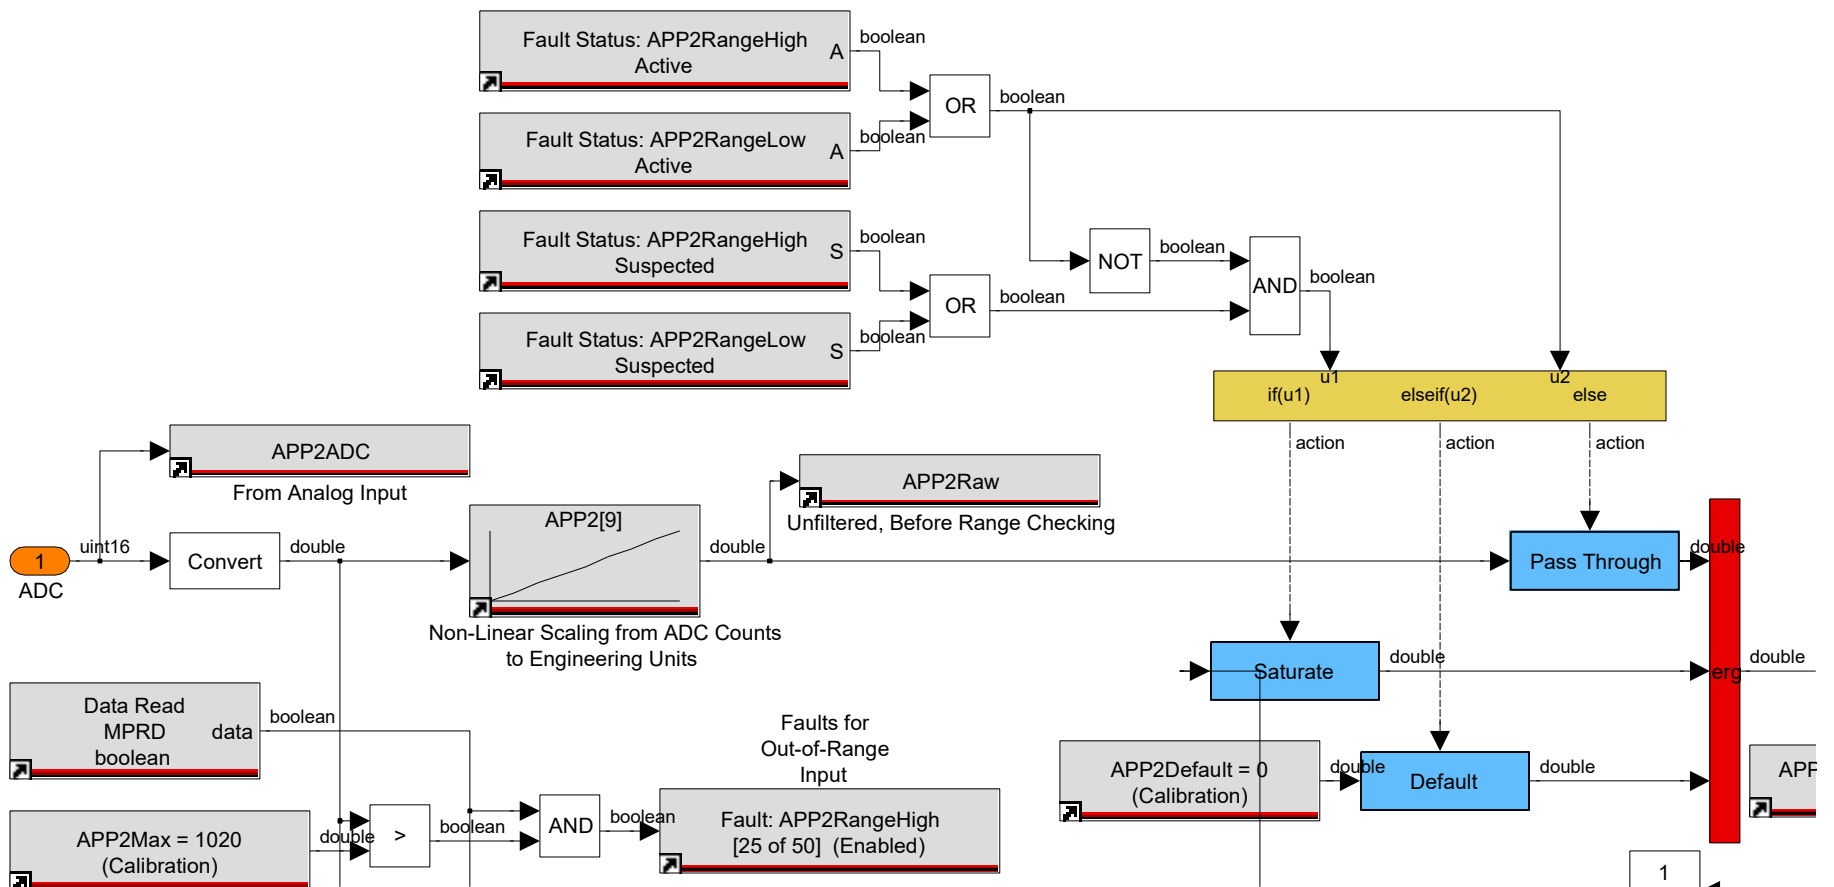 Fault Status: APP2RangeHigh
Active
A
boolean
Fault Status: APP2RangeLow
Active
A
boolean
OR
boolean
Fault Status: APP2RangeHigh
Suspected
S
boolean
Fault Status: APP2RangeLow
Suspected
S
boolean
OR
boolean
NOT
boolean
AND
boolean
u1
u2
if(u1)
elseif(u2)
else
action
action
action
APP2ADC
From Analog Input
1
ADC
uint16
Convert
double
APP2[9]
Non-Linear Scaling from ADC Counts
to Engineering Units
double
APP2Raw
Unfiltered, Before Range Checking
Pass Through
double
Saturate
double
erg
double
Data Read
MPRD
boolean
data
boolean
APP2Max = 1020
(Calibration)
double
>
boolean
AND
boolean
Faults for
Out-of-Range
Input
Fault: APP2RangeHigh
[25 of 50]  (Enabled)
APP2Default = 0
(Calibration)
double
Default
double
APP
1